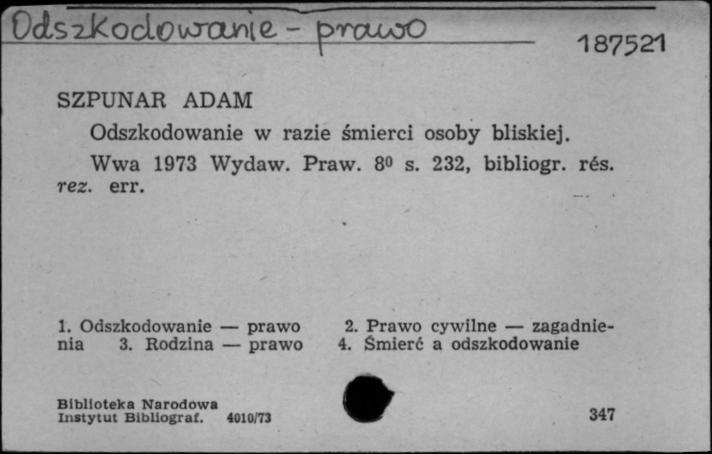 Odszkodowanie - prawo
187521
SZPUNAR ADAM
Odszkodowanie w razie śmierci osoby bliskiej.
Wwa 1973 Wydaw. Praw. 8⁰ s. 232, bibliogr. rés.
rez. err.
1. Odszkodowanie — prawo 2. Prawo cywilne — zagadnie-
nia 3. Rodzina — prawo 4. Śmierć a odszkodowanie
Biblioteka Narodowa
Instytut Bibliograf. 4010/73 347